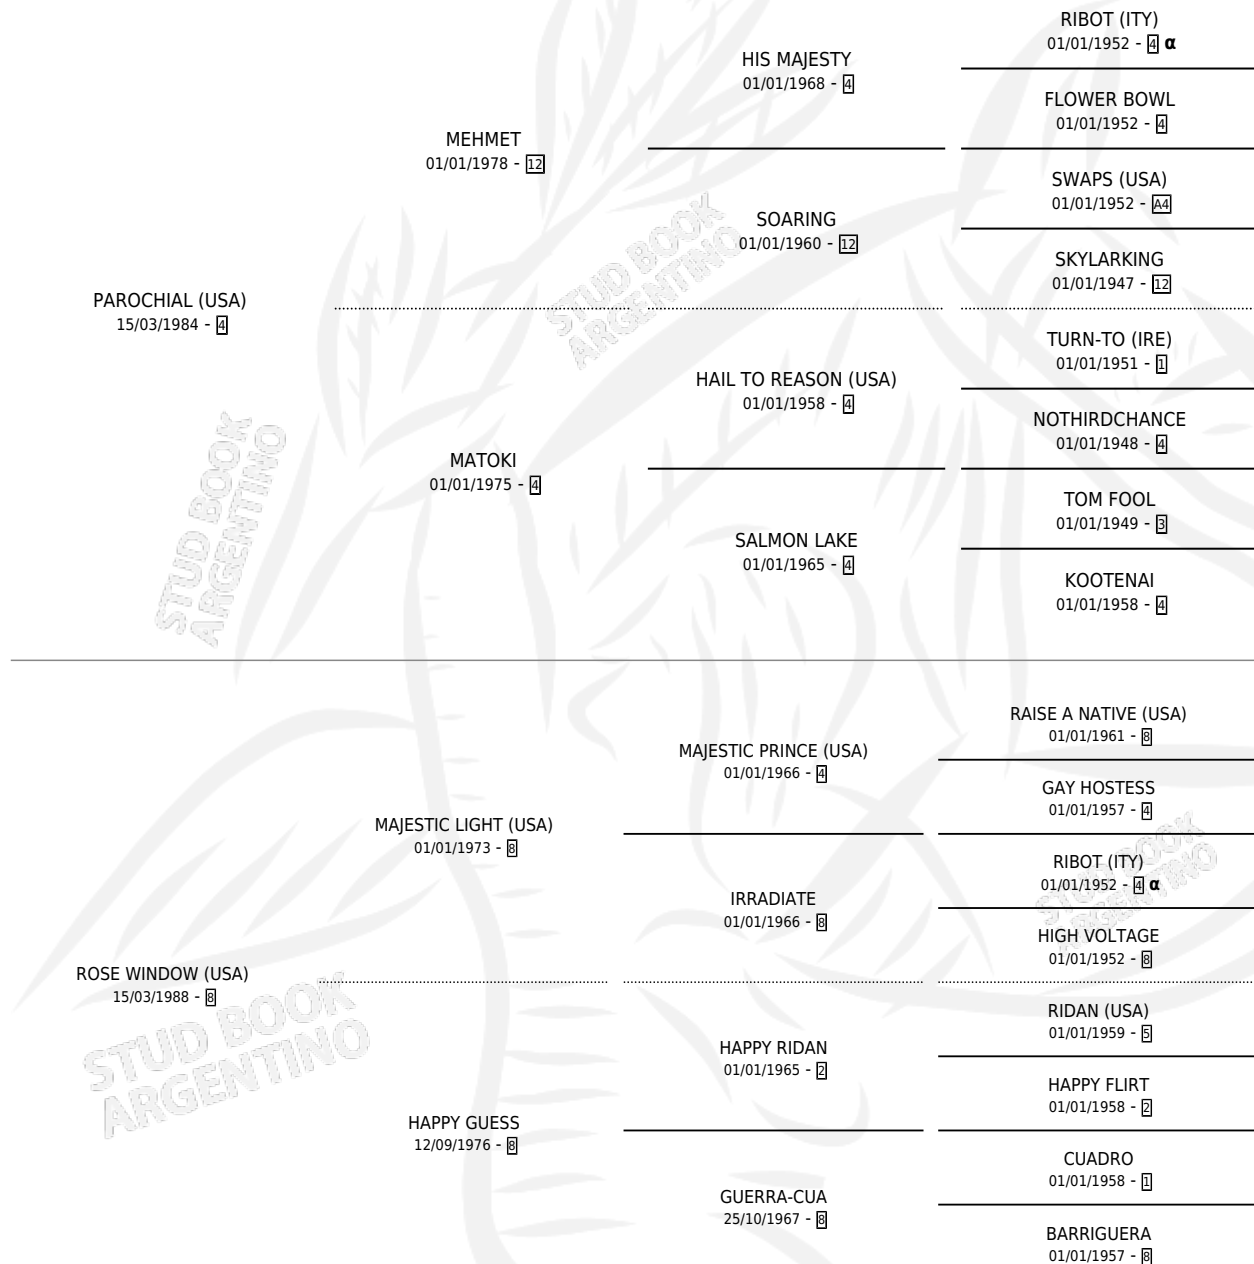 RIBOT (ITY)
01/01/1952 - 4 α
HIS MAJESTY
01/01/1968 - 4
FLOWER BOWL
01/01/1952 - 4
MEHMET
01/01/1978 - 12
SWAPS (USA)
01/01/1952 - A4
SOARING
01/01/1960 - 12
SKYLARKING
01/01/1947 - 12
PAROCHIAL (USA)
15/03/1984 - 4
TURN-TO (IRE)
01/01/1951 - 1
HAIL TO REASON (USA)
01/01/1958 - 4
NOTHIRDCHANCE
01/01/1948 - 4
MATOKI
01/01/1975 - 4
TOM FOOL
01/01/1949 - 3
SALMON LAKE
01/01/1965 - 4
KOOTENAI
01/01/1958 - 4
STUD BOOK
ARGENTINO
STUD BOOK
ARGENTINO
RAISE A NATIVE (USA)
01/01/1961 - 8
MAJESTIC PRINCE (USA)
01/01/1966 - 4
GAY HOSTESS
01/01/1957 - 4
MAJESTIC LIGHT (USA)
01/01/1973 - 8
RIBOT (ITY)
01/01/1952 - 4 α
IRRADIATE
01/01/1966 - 8
HIGH VOLTAGE
01/01/1952 - 8
ROSE WINDOW (USA)
15/03/1988 - 8
RIDAN (USA)
01/01/1959 - 5
HAPPY RIDAN
01/01/1965 - 2
HAPPY FLIRT
01/01/1958 - 2
HAPPY GUESS
12/09/1976 - 8
CUADRO
01/01/1958 - 1
GUERRA-CUA
25/10/1967 - 8
BARRIGUERA
01/01/1957 - 8
STUD BOOK
ARGENTINO
STUD BOOK
ARGENTINO